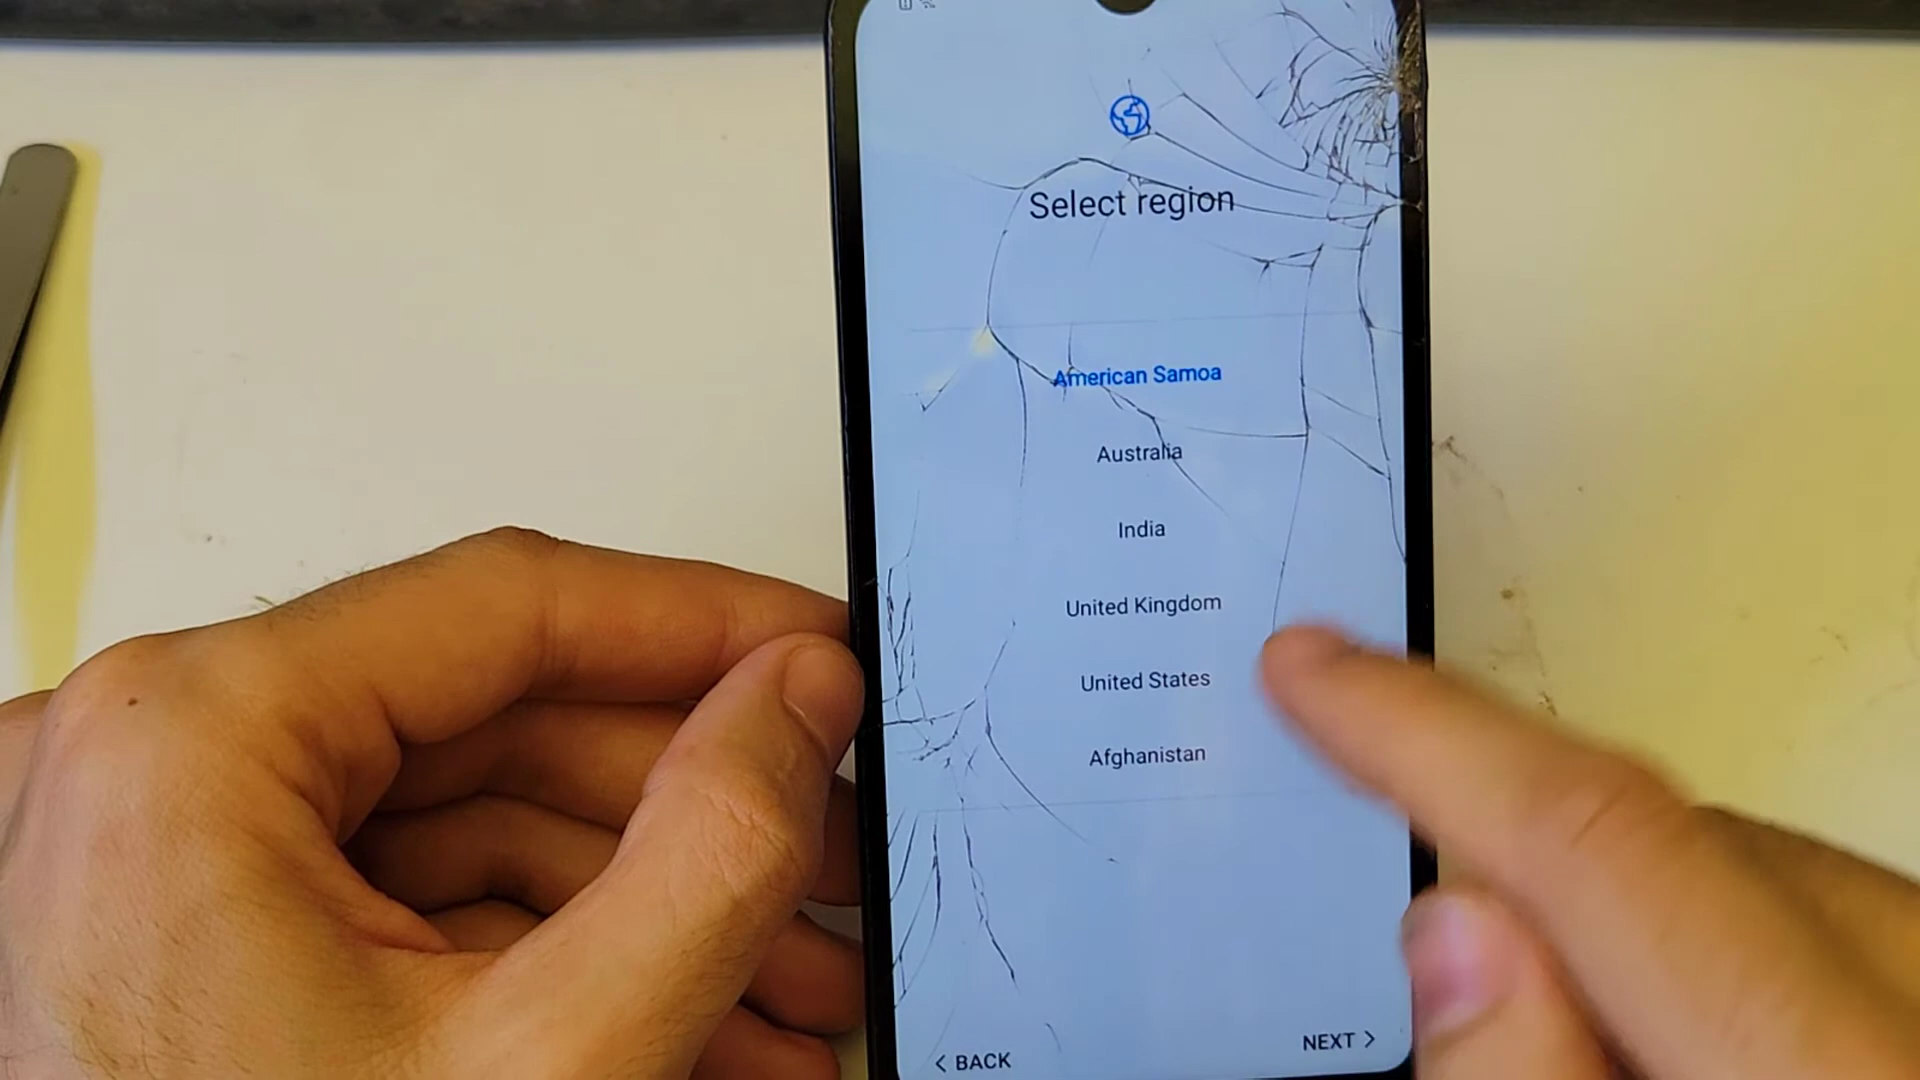 Select region
American Samoa
Australia
India
United Kingdom
United States
Afghanistan
< BACK
NEXT >